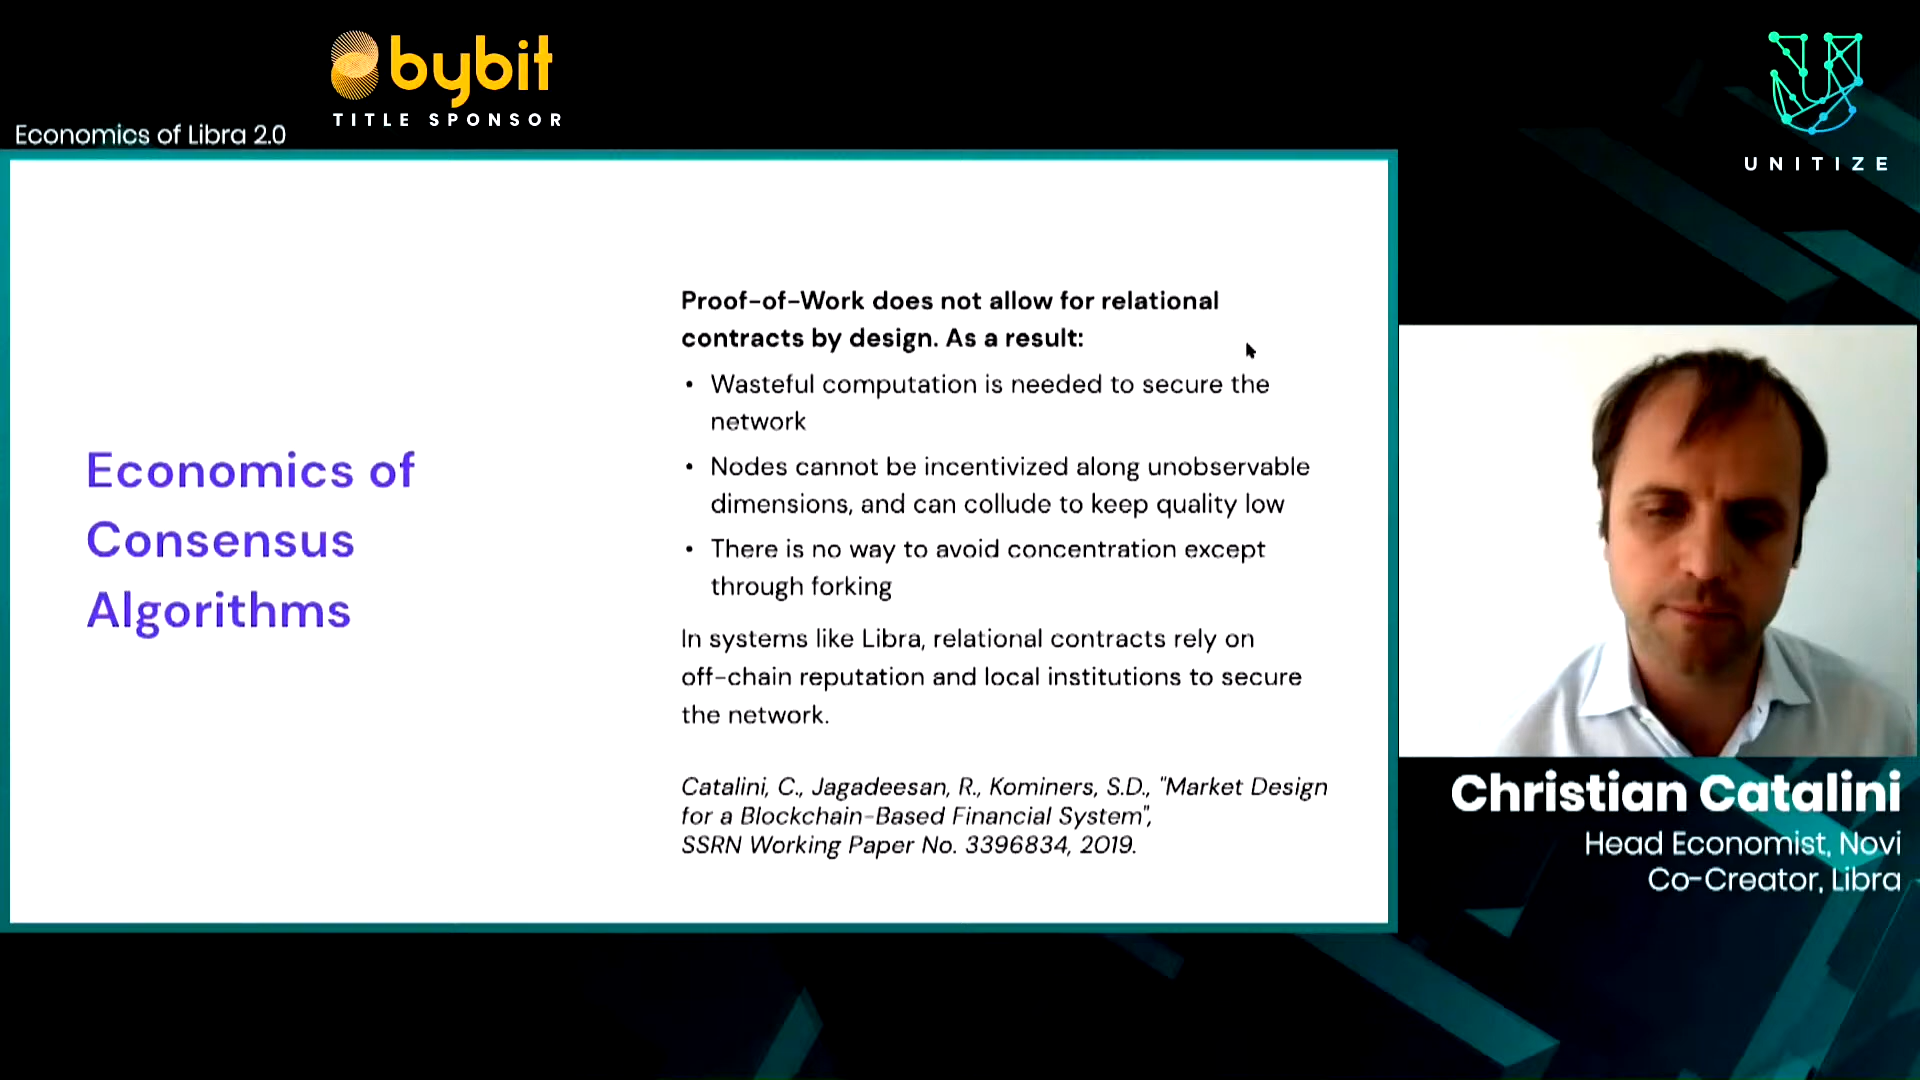 bybit
TITLE SPONSOR
Economics of Libra 2.0
UNITIZE
Economics of
Consensus
Algorithms
Proof-of-Work does not allow for relational
contracts by design. As a result:
• Wasteful computation is needed to secure the
network
• Nodes cannot be incentivized along unobservable
dimensions, and can collude to keep quality low
• There is no way to avoid concentration except
through forking
In systems like Libra, relational contracts rely on
off-chain reputation and local institutions to secure
the network.
Catalini, C., Jagadeesan, R., Kominers, S.D., "Market Design
for a Blockchain-Based Financial System",
SSRN Working Paper No. 3396834, 2019.
Christian Catalini
Head Economist, Novi
Co-Creator, Libra